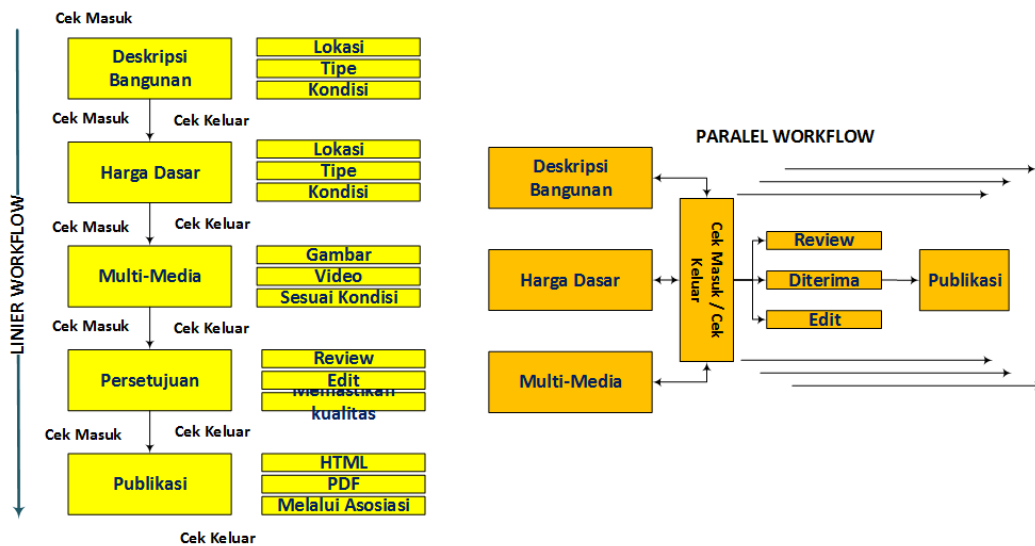 Cek Masuk
LINIER WORKFLOW
Deskripsi
Bangunan
Lokasi
Tipe
Kondisi
Cek Masuk
Cek Keluar
Harga Dasar
Lokasi
Tipe
Kondisi
Cek Masuk
Cek Keluar
Multi-Media
Gambar
Video
Sesuai Kondisi
Cek Masuk
Cek Keluar
Persetujuan
Review
Edit
Memastikan
kualitas
Cek Masuk
Cek Keluar
Publikasi
HTML
PDF
Melalui Asosiasi
Cek Keluar
PARALEL WORKFLOW
Deskripsi
Bangunan
Harga Dasar
Multi-Media
Cek Masuk / Cek
Keluar
Review
Diterima
Edit
Publikasi